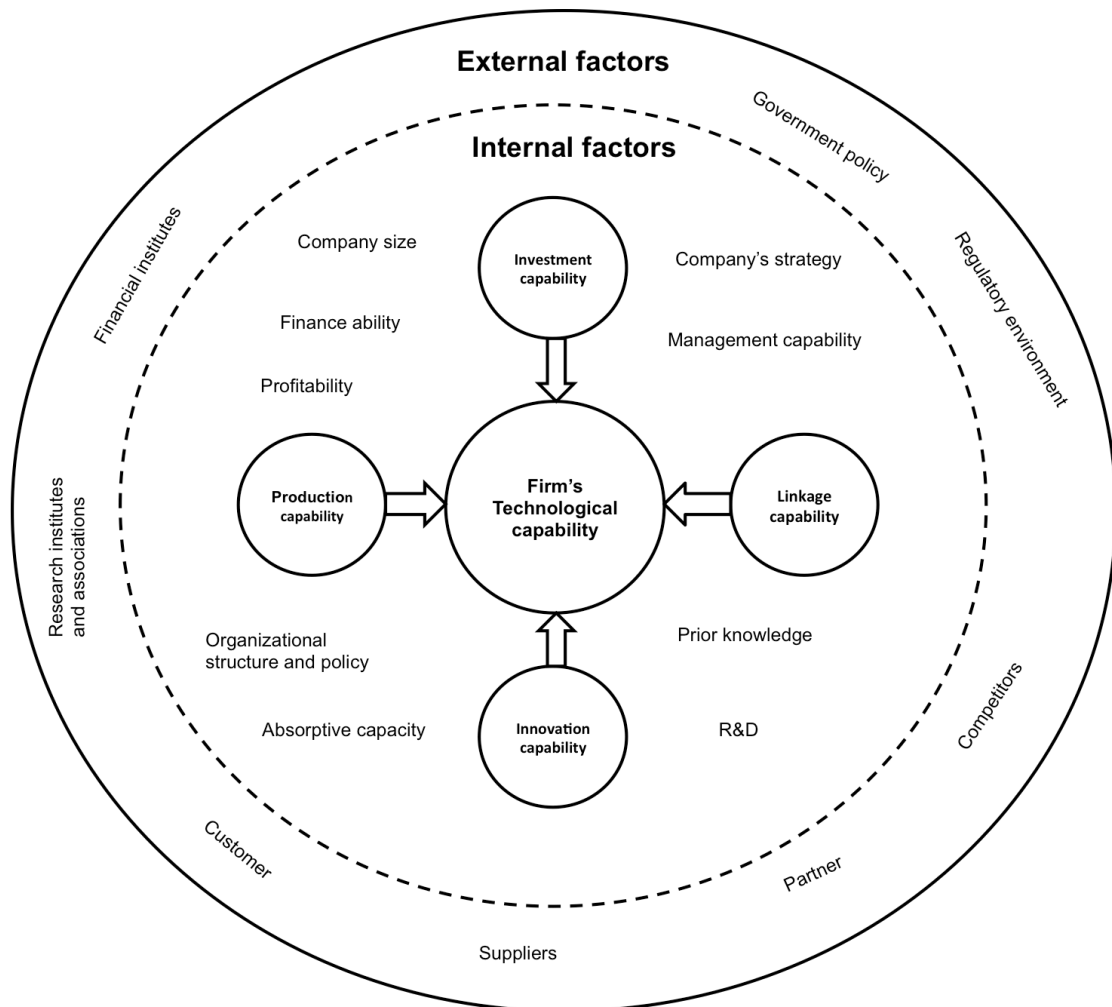 External factors
Government policy
Internal factors
Financial institutes
Company size
Investment
capability
Company's strategy
Regulatory environment
Finance ability
Management capability
Profitability
Research institutes
and associations
Production
capability
Firm's
Technological
capability
Linkage
capability
Organizational
structure and policy
Prior knowledge
Absorptive capacity
Innovation
capability
R&D
Competitors
Customer
Partner
Suppliers